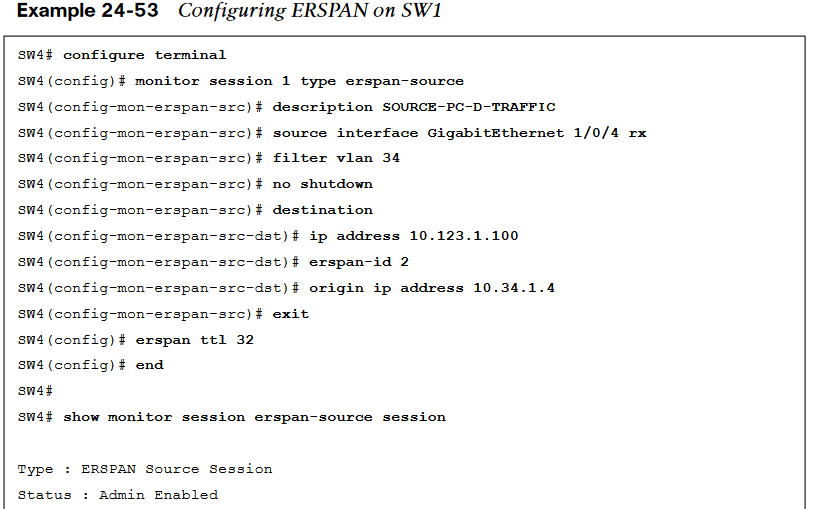 Example 24-53 Configuring ERSPAN on SW1
SW4# configure terminal
SW4(config)# monitor session 1 type erspan-source
SW4(config-mon-erspan-src)# description SOURCE-PC-D-TRAFFIC
SW4(config-mon-erspan-src)# source interface GigabitEthernet 1/0/4 rx
SW4(config-mon-erspan-src)# filter vlan 34
SW4(config-mon-erspan-src)# no shutdown
SW4(config-mon-erspan-src)# destination
SW4(config-mon-erspan-src-dst)# ip address 10.123.1.100
SW4(config-mon-erspan-src-dst)# erspan-id 2
SW4(config-mon-erspan-src-dst)# origin ip address 10.34.1.4
SW4(config-mon-erspan-src)# exit
SW4(config)# erspan ttl 32
SW4(config)# end
SW4#
SW4# show monitor session erspan-source session
Type : ERSPAN Source Session
Status : Admin Enabled